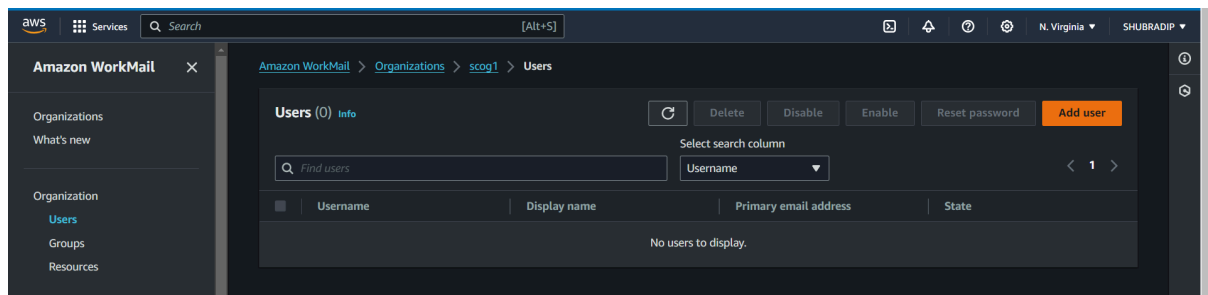 aws Services Search [Alt+S] N. Virginia ▼ SHUBRADIP ▼
Amazon WorkMail
Organizations
What's new
Organization
Users
Groups
Resources
Amazon WorkMail > Organizations > scog1 > Users
Users (0) Info Delete Disable Enable Reset password Add user
Select search column
Find users Username ▼ < 1 >
Username Display name Primary email address State
No users to display.